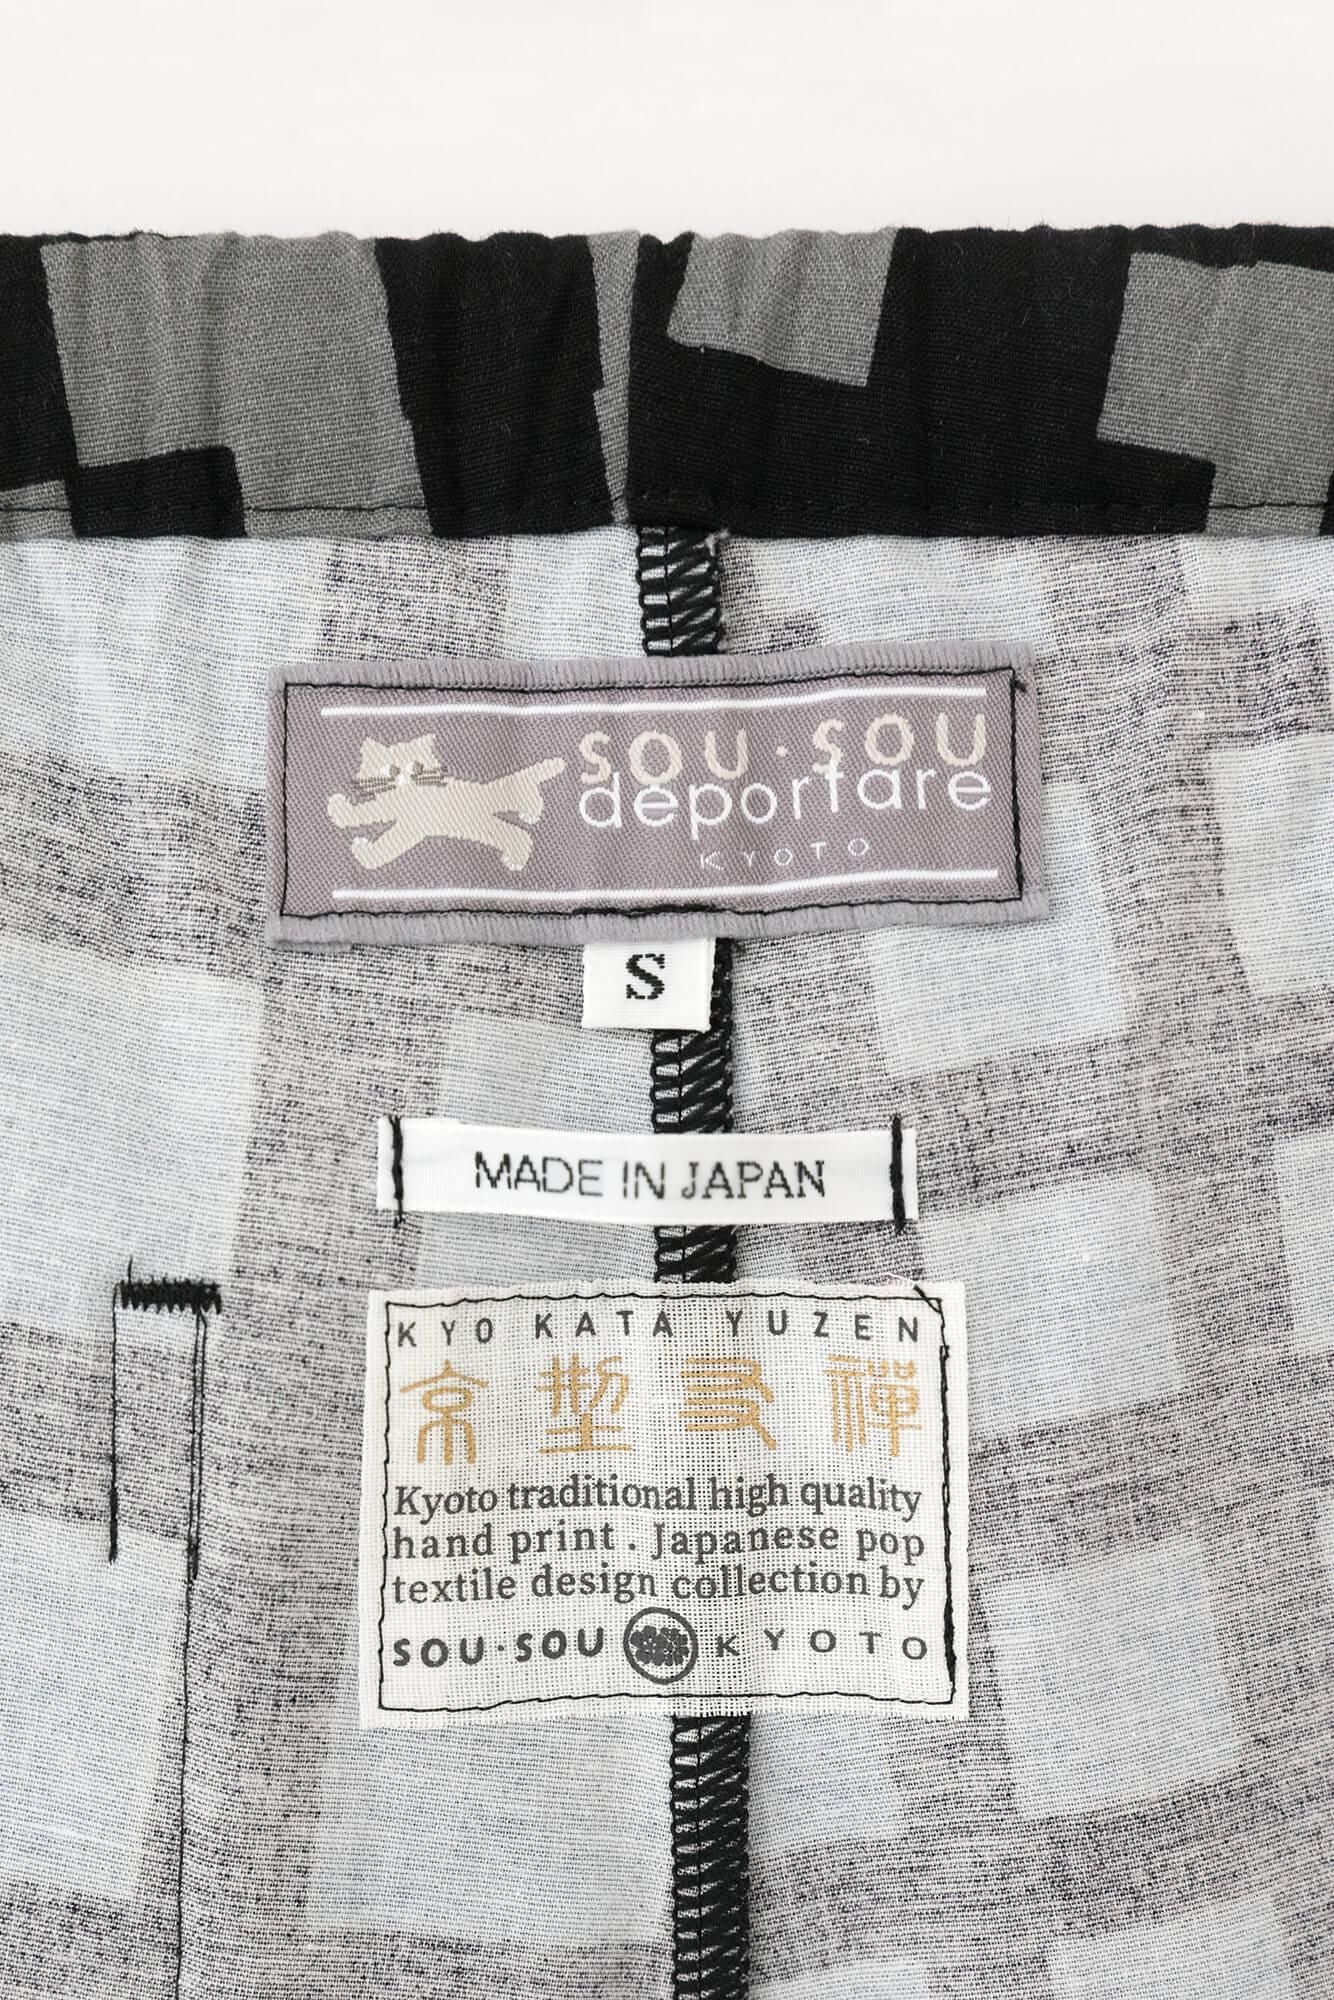 SOU・SOU
deportare
KYOTO
S
MADE IN JAPAN
KYO KATA YUZEN
京型友禅
Kyoto traditional high quality
hand print . Japanese pop
textile design collection by
SOU・SOU KYOTO